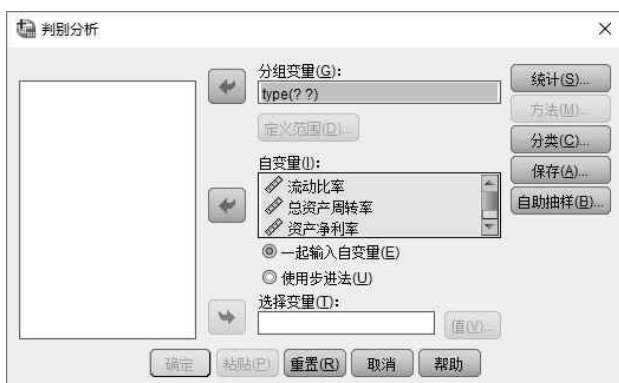 判别分析
分组变量(G):
type(? ?)
定义范围(D)...
自变量(I):
流动比率
总资产周转率
资产净利率
一起输入自变量(E)
使用步进法(U)
选择变量(T):
值(V)...
统计(S)...
方法(M)...
分类(C)...
保存(A)...
自助抽样(B)...
确定 粘贴(P) 重置(R) 取消 帮助